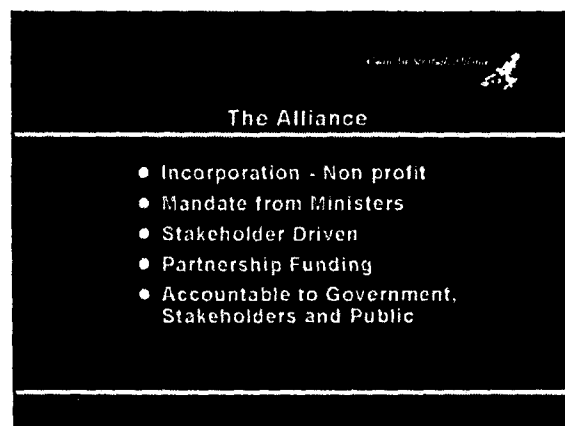 The Alliance
● Incorporation - Non profit
● Mandate from Ministers
● Stakeholder Driven
● Partnership Funding
● Accountable to Government,
Stakeholders and Public